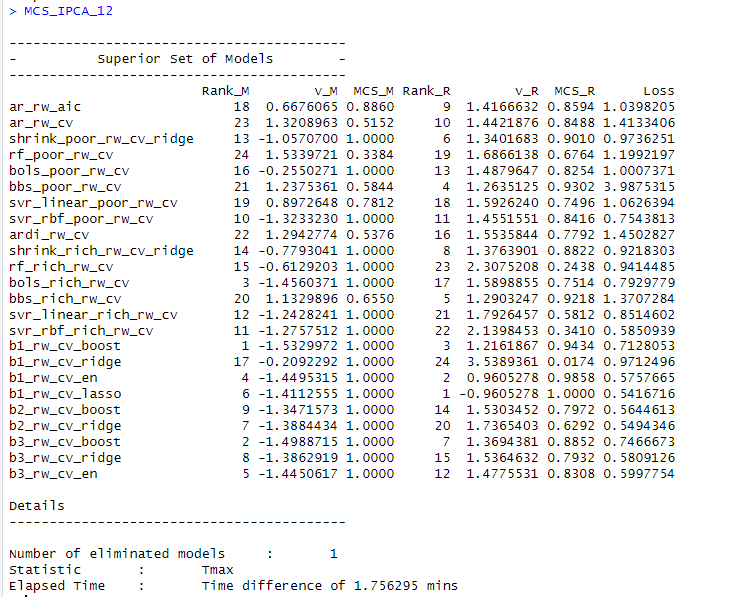 > MCS_IPCA_12
------------------------------------------
-          Superior Set of Models        -
------------------------------------------
Rank_M v_M MCS_M Rank_R v_R MCS_R Loss
ar_rw_aic 18 0.6676065 0.8860 9 1.4166632 0.8594 1.0398205
ar_rw_cv 23 1.3208963 0.5152 10 1.4421876 0.8488 1.4133406
shrink_poor_rw_cv_ridge 13 -1.0570700 1.0000 6 1.3401683 0.9010 0.9736251
rf_poor_rw_cv 24 1.5339721 0.3384 19 1.6866138 0.6764 1.1992197
bols_poor_rw_cv 16 -0.2550271 1.0000 13 1.4879647 0.8254 1.0007371
bbs_poor_rw_cv 21 1.2375361 0.5844 4 1.2635125 0.9302 3.9875315
svr_linear_poor_rw_cv 19 0.8972648 0.7812 18 1.5926240 0.7496 1.0626394
svr_rbf_poor_rw_cv 10 -1.3233230 1.0000 11 1.4551551 0.8416 0.7543813
ardi_rw_cv 22 1.2942774 0.5376 16 1.5535844 0.7792 1.4502827
shrink_rich_rw_cv_ridge 14 -0.7793041 1.0000 8 1.3763901 0.8822 0.9218303
rf_rich_rw_cv 15 -0.6129203 1.0000 23 2.3075208 0.2438 0.9414485
bols_rich_rw_cv 3 -1.4560371 1.0000 17 1.5898855 0.7514 0.7929779
bbs_rich_rw_cv 20 1.1329896 0.6550 5 1.2903247 0.9218 1.3707284
svr_linear_rich_rw_cv 12 -1.2428241 1.0000 21 1.7926457 0.5812 0.8514602
svr_rbf_rich_rw_cv 11 -1.2757512 1.0000 22 2.1398453 0.3410 0.5850939
b1_rw_cv_boost 1 -1.5329972 1.0000 3 1.2161867 0.9434 0.7128053
b1_rw_cv_ridge 17 -0.2092292 1.0000 24 3.5389361 0.0174 0.9712496
b1_rw_cv_en 4 -1.4495315 1.0000 2 0.9605278 0.9858 0.5757665
b1_rw_cv_lasso 6 -1.4112555 1.0000 1 -0.9605278 1.0000 0.5416716
b2_rw_cv_boost 9 -1.3471573 1.0000 14 1.5303452 0.7972 0.5644613
b2_rw_cv_ridge 7 -1.3884434 1.0000 20 1.7365403 0.6292 0.5494346
b3_rw_cv_boost 2 -1.4988715 1.0000 7 1.3694381 0.8852 0.7466673
b3_rw_cv_ridge 8 -1.3862919 1.0000 15 1.5364632 0.7932 0.5809126
b3_rw_cv_en 5 -1.4450617 1.0000 12 1.4775531 0.8308 0.5997754
Details
------------------------------------------
Number of eliminated models : 1
Statistic : Tmax
Elapsed Time : Time difference of 1.756295 mins